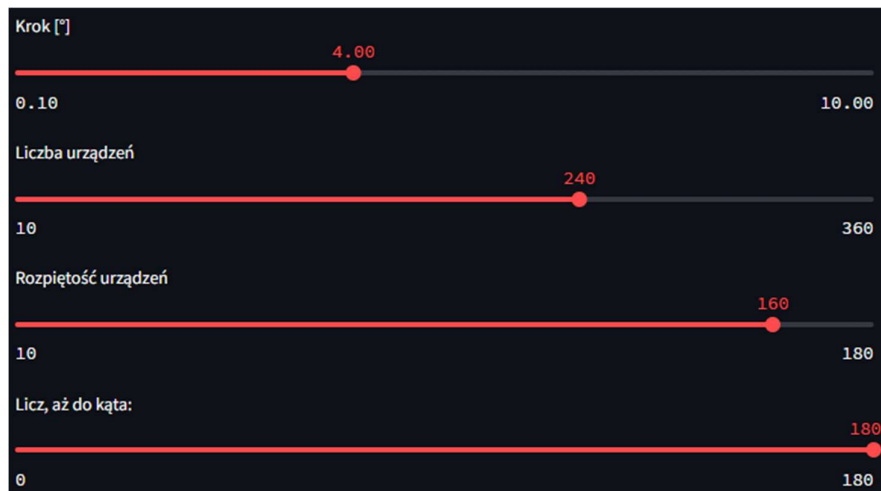 Krok [°]
4.00
0.10 10.00
Liczba urządzeń
240
10 360
Rozpiętość urządzeń
160
10 180
Licz, aż do kąta:
180
0 180